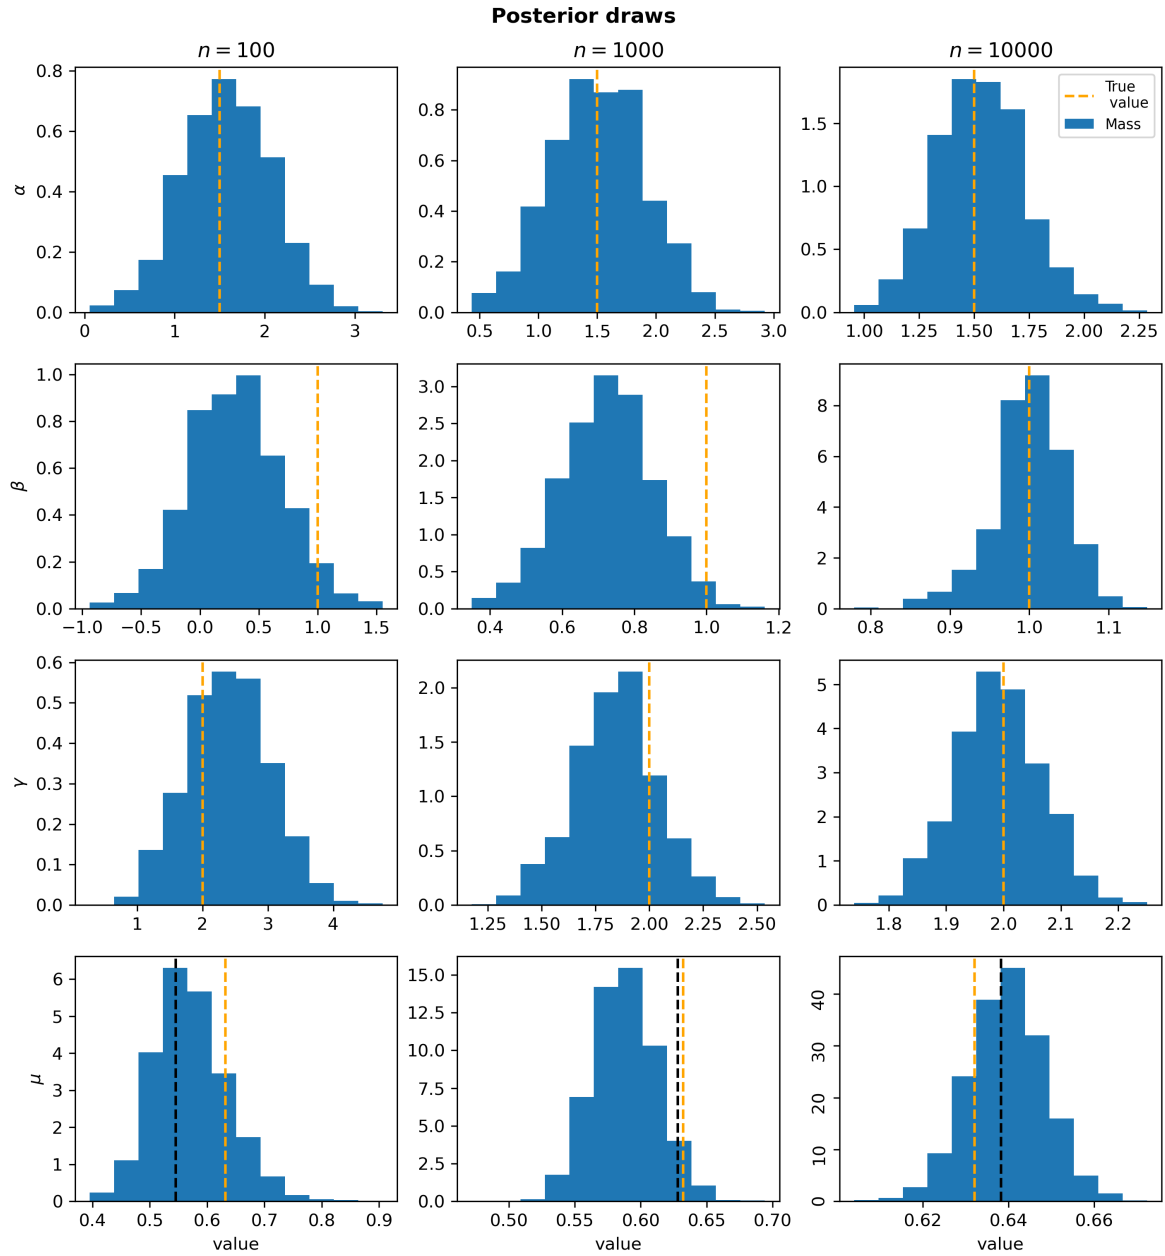 Posterior draws
n = 100
n = 1000
n = 10000
α
0.8
0.6
0.4
0.2
0.0
0 1 2 3
0.8
0.6
0.4
0.2
0.0
0.5 1.0 1.5 2.0 2.5 3.0
1.5
1.0
0.5
0.0
1.00 1.25 1.50 1.75 2.00 2.25
True
value
Mass
β
1.0
0.8
0.6
0.4
0.2
0.0
−1.0 −0.5 0.0 0.5 1.0 1.5
3.0
2.5
2.0
1.5
1.0
0.5
0.0
0.4 0.6 0.8 1.0 1.2
8
6
4
2
0
0.8 0.9 1.0 1.1
γ
0.6
0.5
0.4
0.3
0.2
0.1
0.0
1 2 3 4
2.0
1.5
1.0
0.5
0.0
1.25 1.50 1.75 2.00 2.25 2.50
5
4
3
2
1
0
1.8 1.9 2.0 2.1 2.2
μ
6
5
4
3
2
1
0
0.4 0.5 0.6 0.7 0.8 0.9
value
15.0
12.5
10.0
7.5
5.0
2.5
0.0
0.50 0.55 0.60 0.65 0.70
value
40
30
20
10
0
0.62 0.64 0.66
value